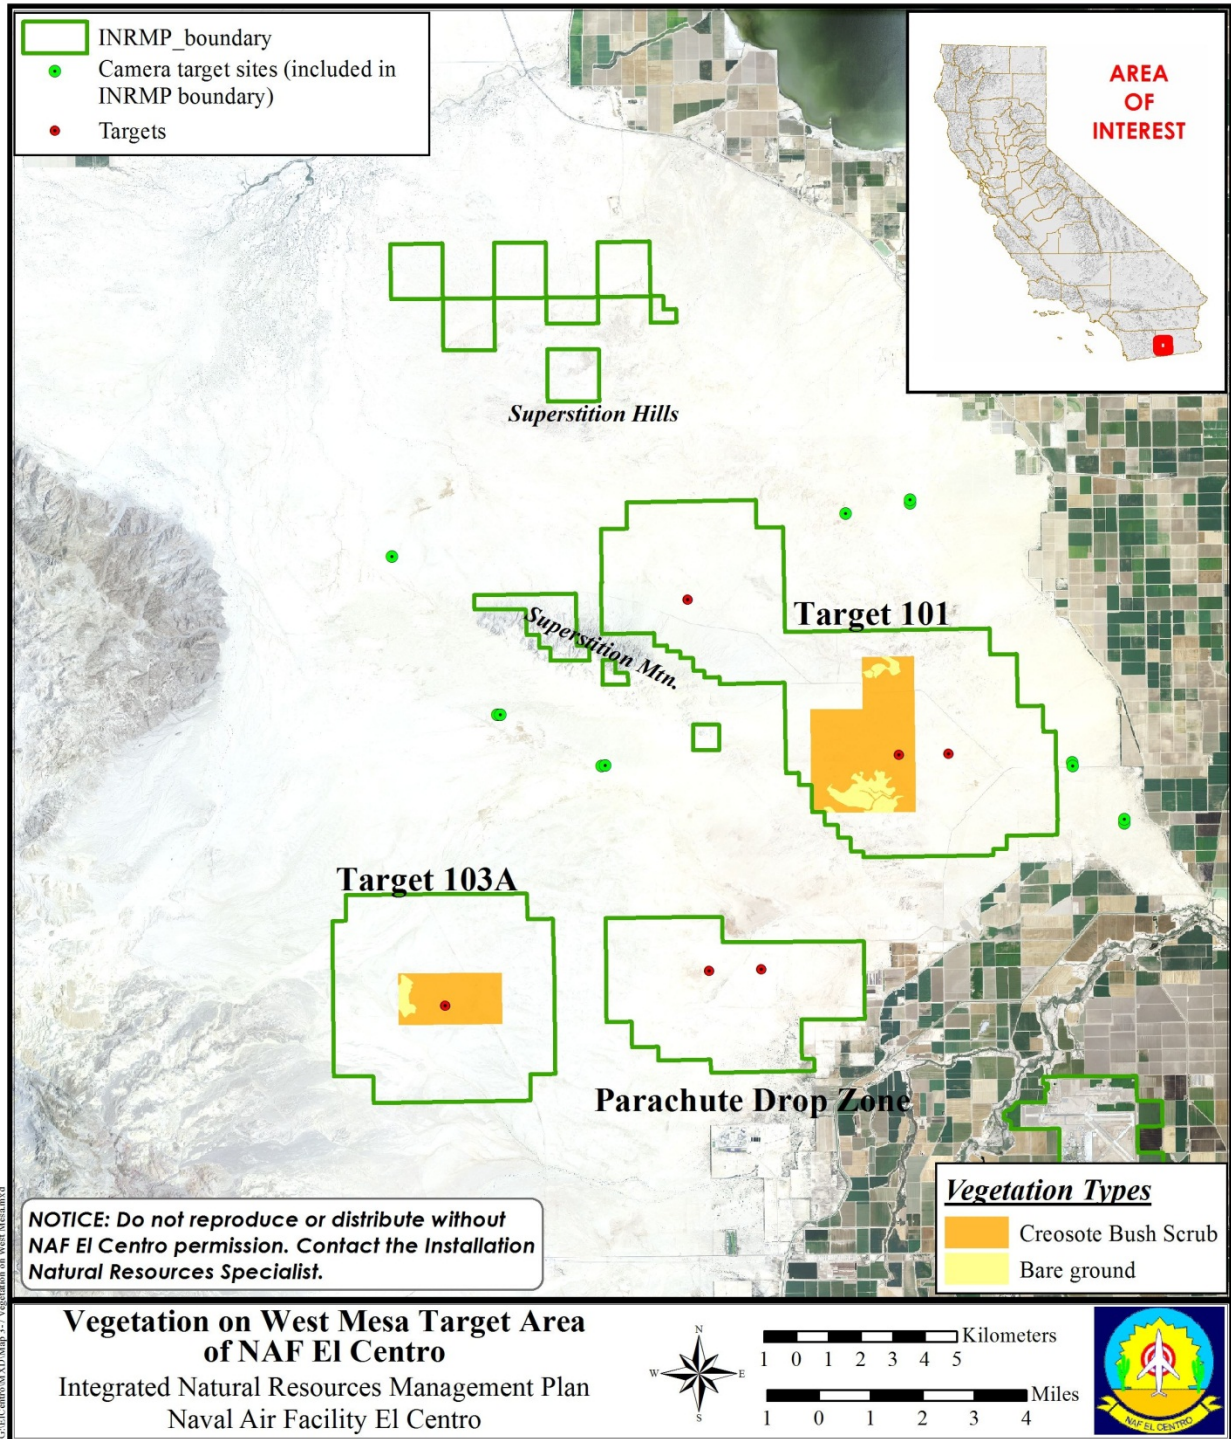 INRMP_boundary
Camera target sites (included in
INRMP boundary)
Targets
AREA
OF
INTEREST
Superstition Hills
Target 101
Superstition Mtn.
Target 103A
Parachute Drop Zone
Vegetation Types
Creosote Bush Scrub
Bare ground
NOTICE: Do not reproduce or distribute without
NAF El Centro permission. Contact the Installation
Natural Resources Specialist.
Vegetation on West Mesa Target Area
of NAF El Centro
Integrated Natural Resources Management Plan
Naval Air Facility El Centro
N
W E
S
Kilometers
1 0 1 2 3 4 5
Miles
1 0 1 2 3 4
NAF EL CENTRO